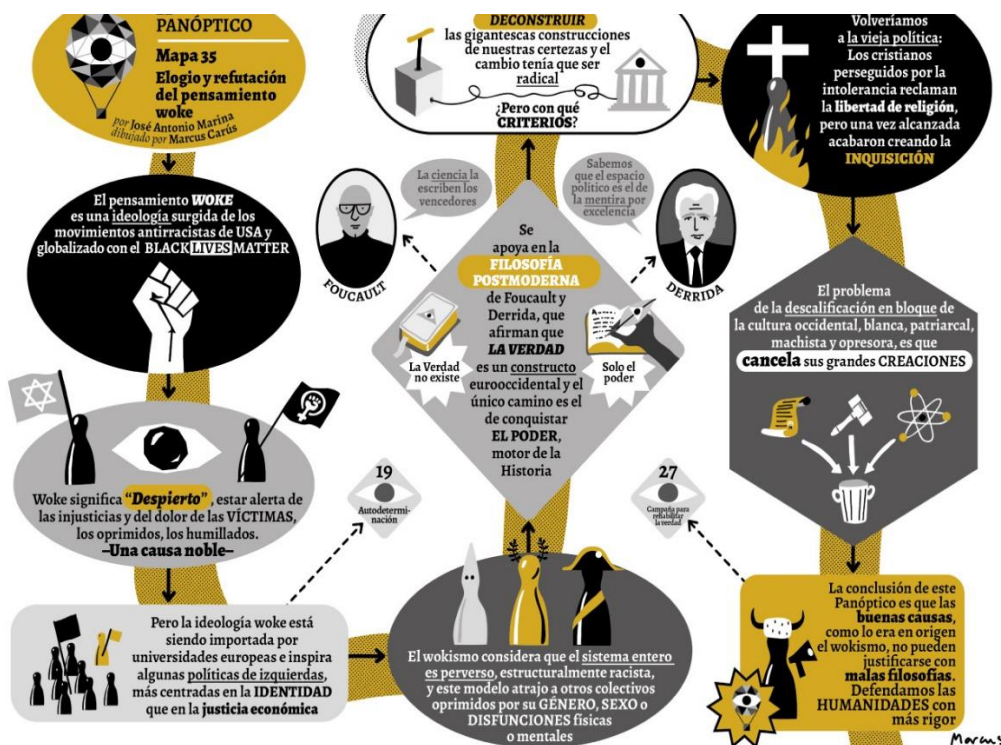 PANÓPTICO
Mapa 35
Elogio y refutación
del pensamiento
woke
por José Antonio Marina
dibujado por Marcus Carús
El pensamiento WOKE
es una ideología surgida de los
movimientos antirracistas de USA y
globalizado con el BLACK LIVES MATTER
Woke significa “Despierto”, estar alerta de
las injusticias y del dolor de las VÍCTIMAS,
los oprimidos, los humillados.
–Una causa noble–
Pero la ideología woke está
siendo importada por
universidades europeas e inspira
algunas políticas de izquierdas,
más centradas en la IDENTIDAD
que en la justicia económica
19
Autodetermi-
nación
El wokismo considera que el sistema entero
es perverso, estructuralmente racista,
y este modelo atrajo a otros colectivos
oprimidos por su GÉNERO, SEXO o
DISFUNCIONES físicas
o mentales
Se
apoya en la
FILOSOFÍA
POSTMODERNA
de Foucault y
Derrida, que
afirman que
LA VERDAD
es un constructo
eurooccidental y el
único camino es el
de conquistar
EL PODER,
motor de la
Historia
La Verdad
no existe
Solo el
poder
La ciencia la
escriben los
vencedores
FOUCAULT
Sabemos
que el espacio
político es el de
la mentira por
excelencia
DERRIDA
DECONSTRUIR
las gigantescas construcciones
de nuestras certezas y el
cambio tenía que ser
radical
¿Pero con qué
CRITERIOS?
Volveríamos
a la vieja política:
Los cristianos
perseguidos por la
intolerancia reclaman
la libertad de religión,
pero una vez alcanzada
acabaron creando la
INQUISICIÓN
El problema
de la descalificación en bloque de
la cultura occidental, blanca, patriarcal,
machista y opresora, es que
cancela sus grandes CREACIONES
27
Campaña para
rehabilitar
la verdad
La conclusión de este
Panóptico es que las
buenas causas,
como lo era en origen
el wokismo, no pueden
justificarse con
malas filosofías.
Defendamos las
HUMANIDADES con
más rigor
Marcus